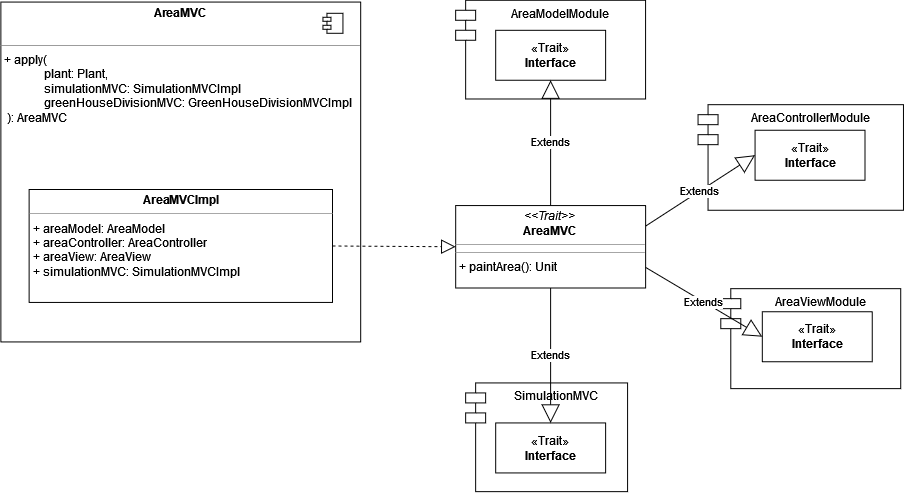 AreaMVC
+ apply(
plant: Plant,
simulationMVC: SimulationMVCImpl
greenHouseDivisionMVC: GreenHouseDivisionMVCImpl
): AreaMVC
AreaMVCImpl
+ areaModel: AreaModel
+ areaController: AreaController
+ areaView: AreaView
+ simulationMVC: SimulationMVCImpl
AreaModelModule
«Trait»
Interface
Extends
AreaControllerModule
«Trait»
Interface
Extends
<<Trait>>
AreaMVC
+ paintArea(): Unit
Extends
AreaViewModule
«Trait»
Interface
Extends
SimulationMVC
«Trait»
Interface